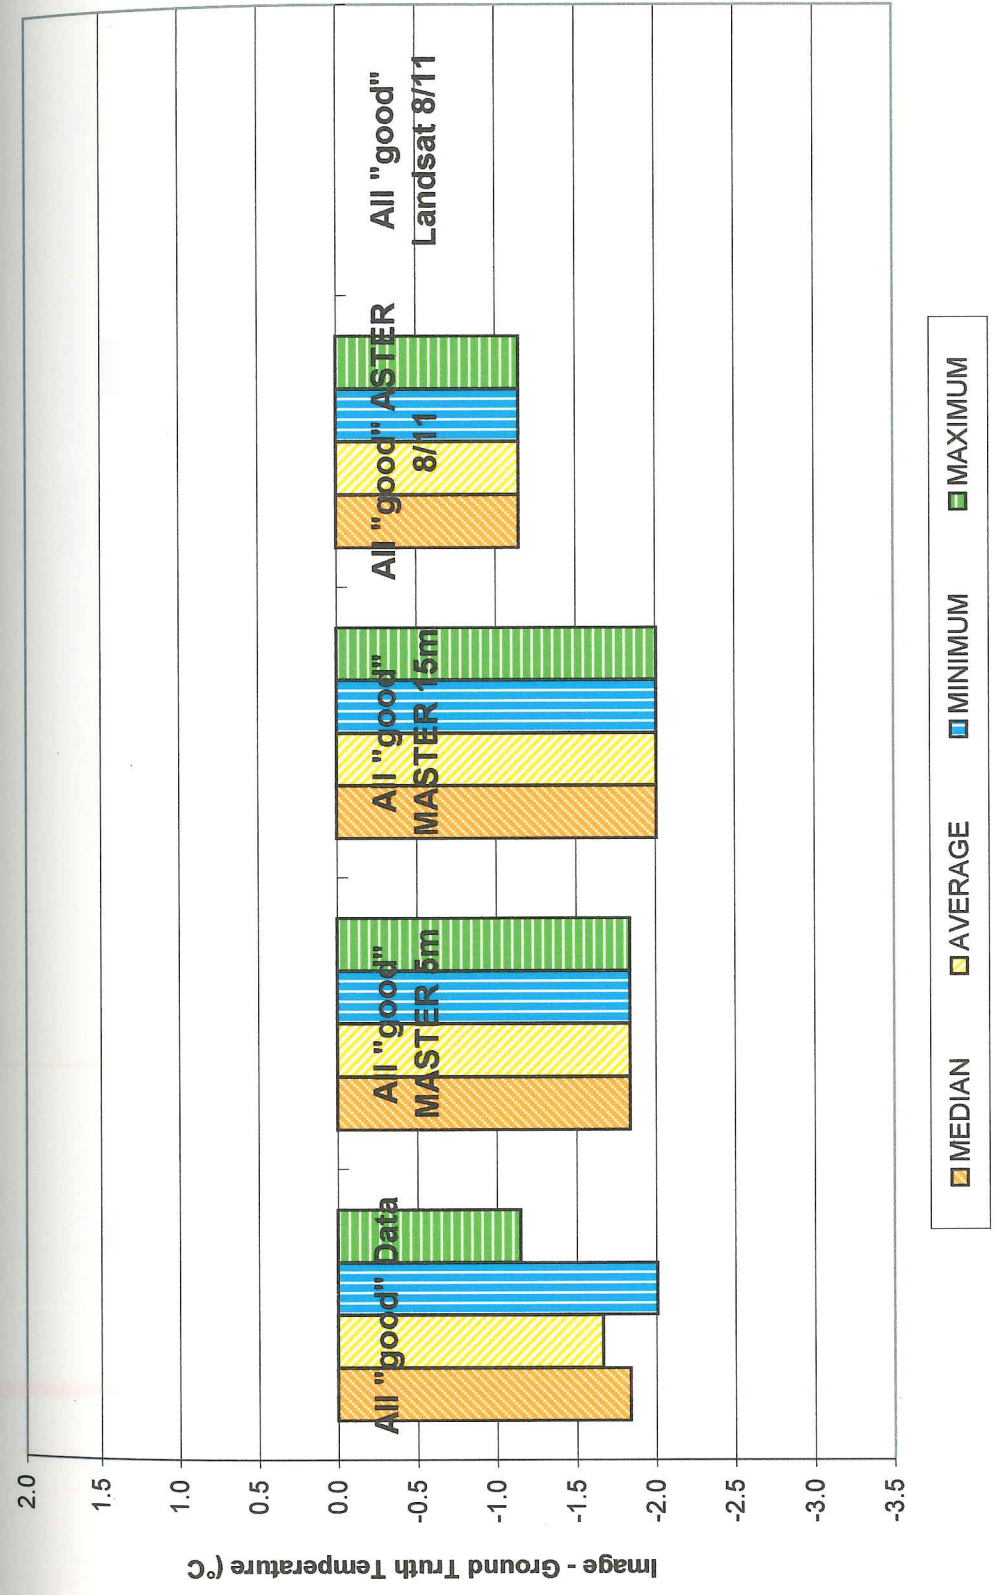 2.0
1.5
1.0
0.5
0.0
-0.5
-1.0
-1.5
-2.0
-2.5
-3.0
-3.5
Image - Ground Truth Temperature (°C)
All "good" Data
All "good"
MASTER 5m
All "good"
MASTER 15m
All "good" ASTER
8/11
All "good"
Landsat 8/11
MEDIAN
AVERAGE
MINIMUM
MAXIMUM